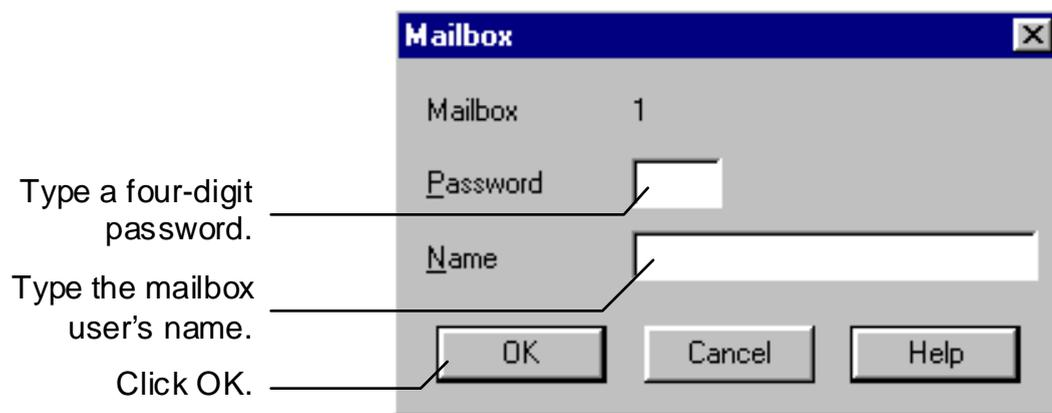 Mailbox
Mailbox 1
Password
Type a four-digit
password.
Name
Type the mailbox
user's name.
OK Cancel Help
Click OK.